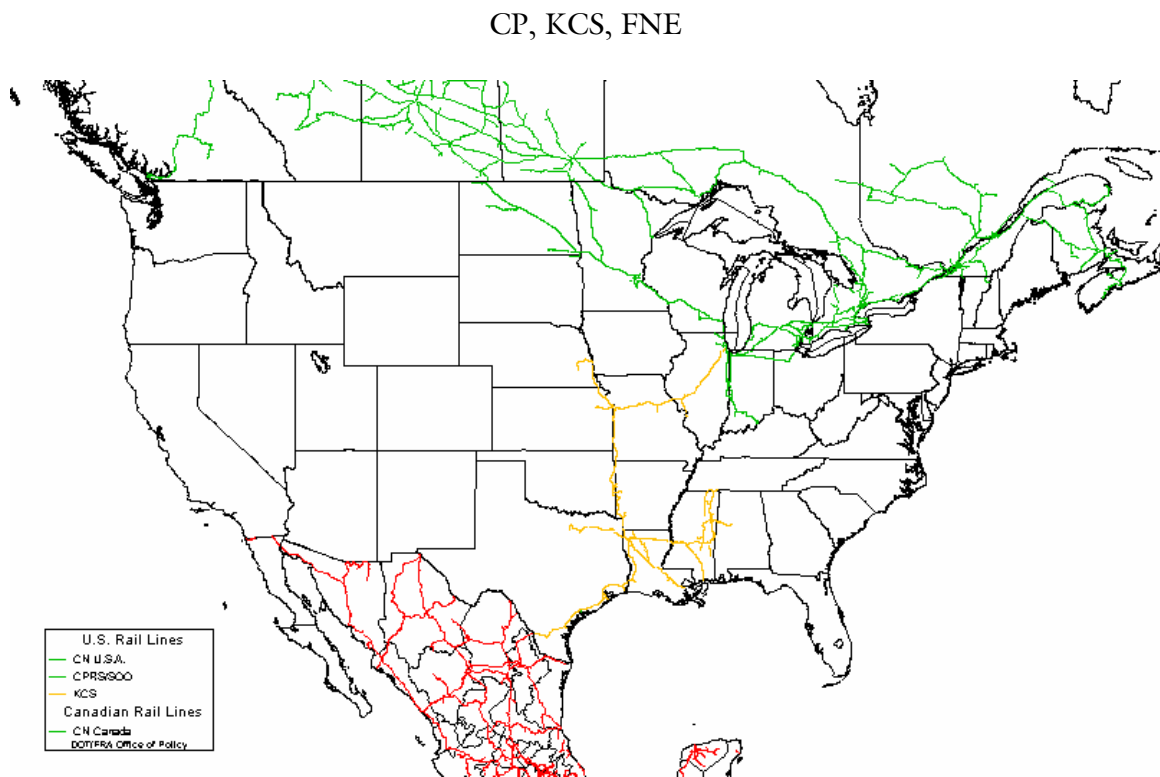 CP, KCS, FNE
U.S. Rail Lines
CN U.S.A.
CPRS/SOO
KCS
Canadian Rail Lines
CN Canada
DOT/FRA Office of Policy